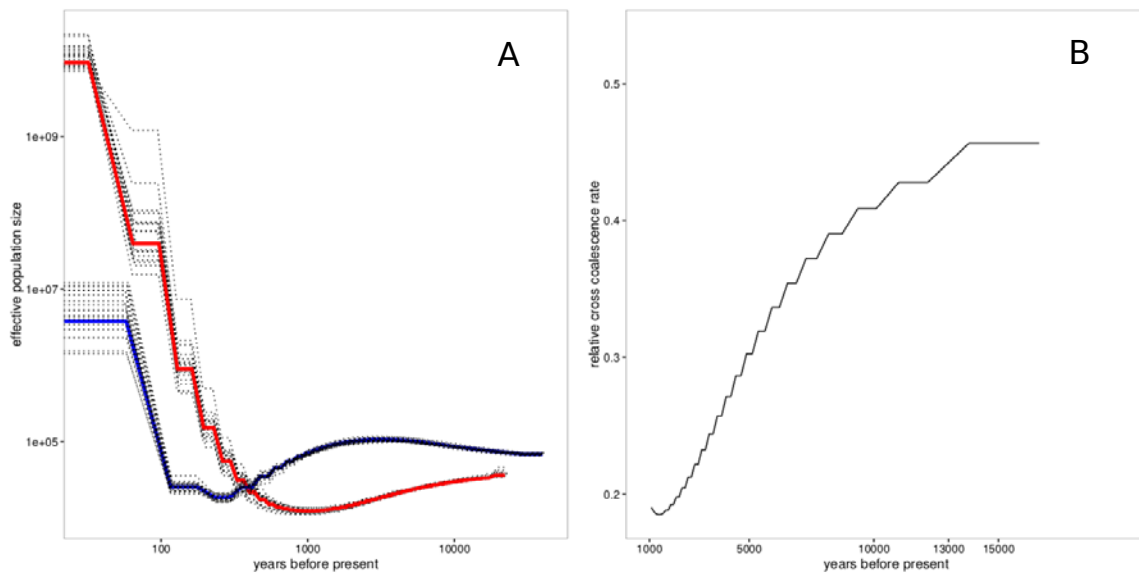 A
effective population size
1e+09
1e+07
1e+05
100
1000
10000
years before present
B
relative cross coalescence rate
0.5
0.4
0.3
0.2
1000
5000
10000
13000
15000
years before present